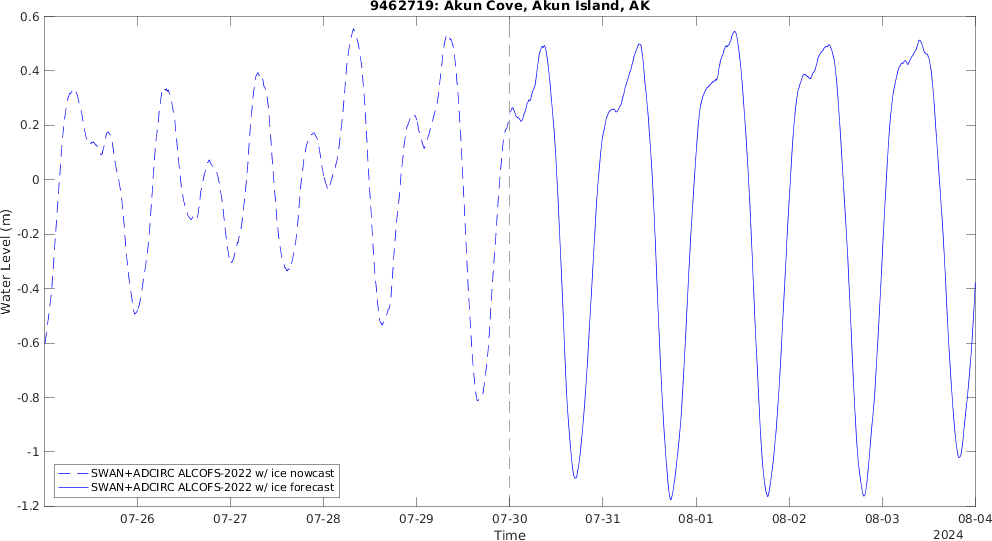 9462719: Akun Cove, Akun Island, AK
0.6
0.4
0.2
0
-0.2
-0.4
-0.6
-0.8
-1
-1.2
Water Level (m)
SWAN+ADCIRC ALCOFS-2022 w/ ice nowcast
SWAN+ADCIRC ALCOFS-2022 w/ ice forecast
07-26 07-27 07-28 07-29 07-30 07-31 08-01 08-02 08-03 08-04
Time
2024